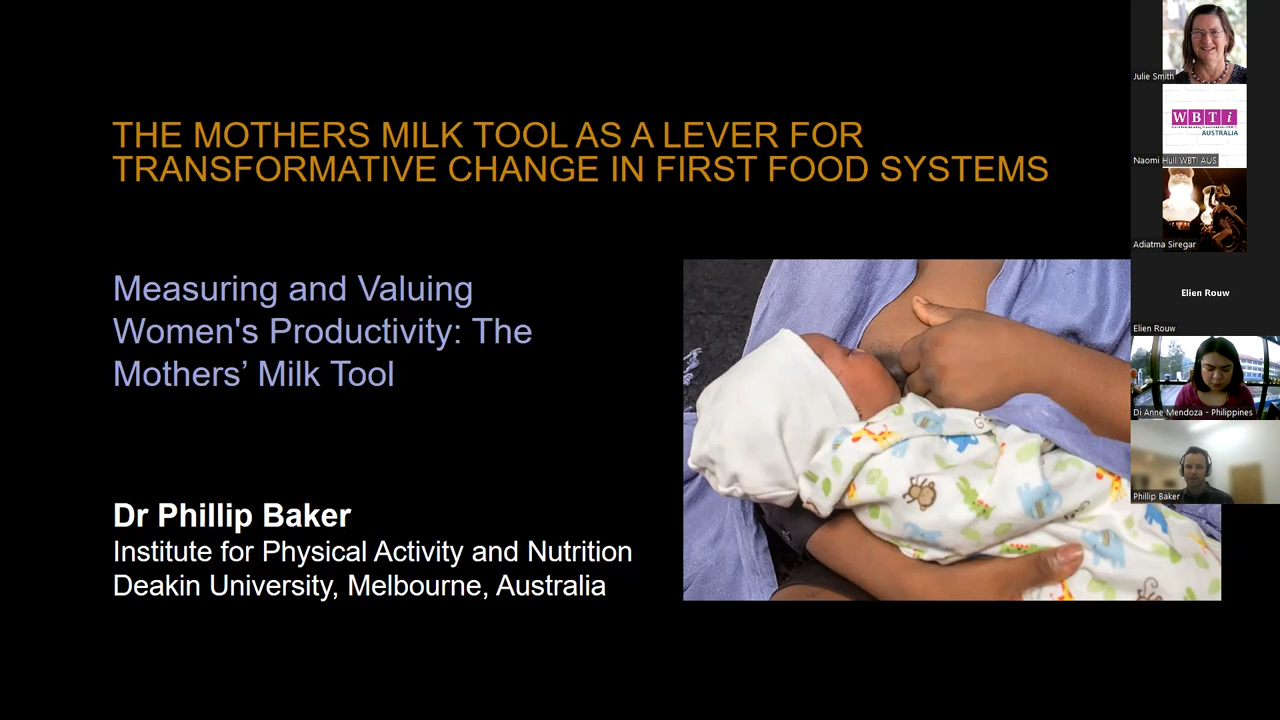 THE MOTHERS MILK TOOL AS A LEVER FOR
TRANSFORMATIVE CHANGE IN FIRST FOOD SYSTEMS
Measuring and Valuing
Women's Productivity: The
Mothers’ Milk Tool
Dr Phillip Baker
Institute for Physical Activity and Nutrition
Deakin University, Melbourne, Australia
Julie Smith
WBTi
AUSTRALIA
Naomi Hull WBTI AUS
Adiatma Siregar
Elien Rouw
Elien Rouw
Di Anne Mendoza - Philippines
Phillip Baker